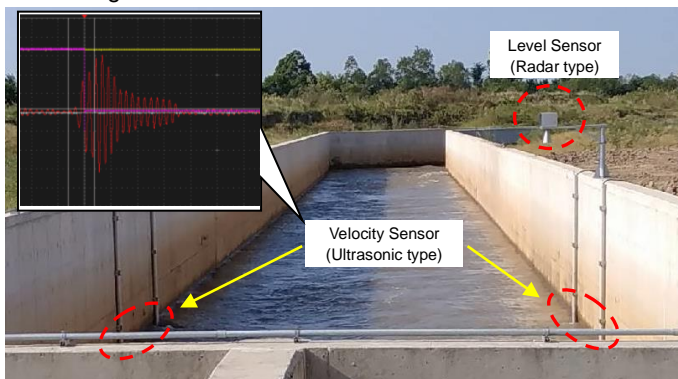 Level Sensor
(Radar type)
Velocity Sensor
(Ultrasonic type)